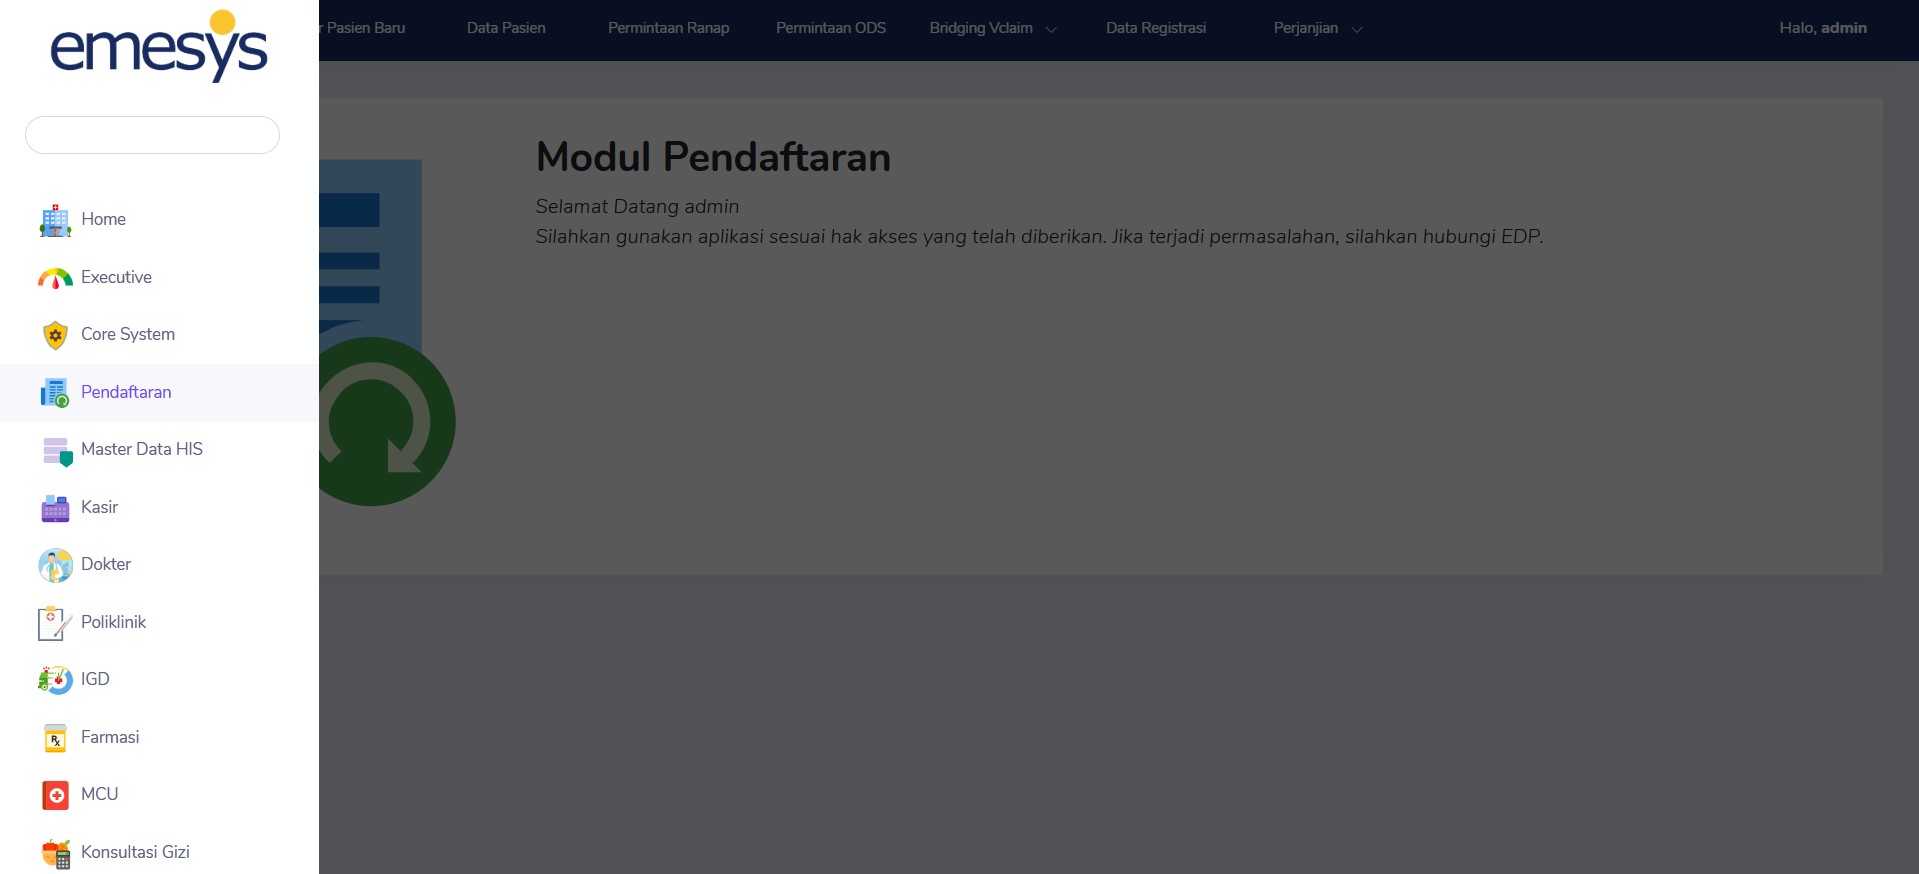 emesys
r Pasien Baru Data Pasien Permintaan Ranap Permintaan ODS Bridging Vclaim Data Registrasi Perjanjian Halo, admin
Home
Executive
Core System
Pendaftaran
Master Data HIS
Kasir
Dokter
Poliklinik
IGD
Farmasi
MCU
Konsultasi Gizi
Modul Pendaftaran
Selamat Datang admin
Silahkan gunakan aplikasi sesuai hak akses yang telah diberikan. Jika terjadi permasalahan, silahkan hubungi EDP.